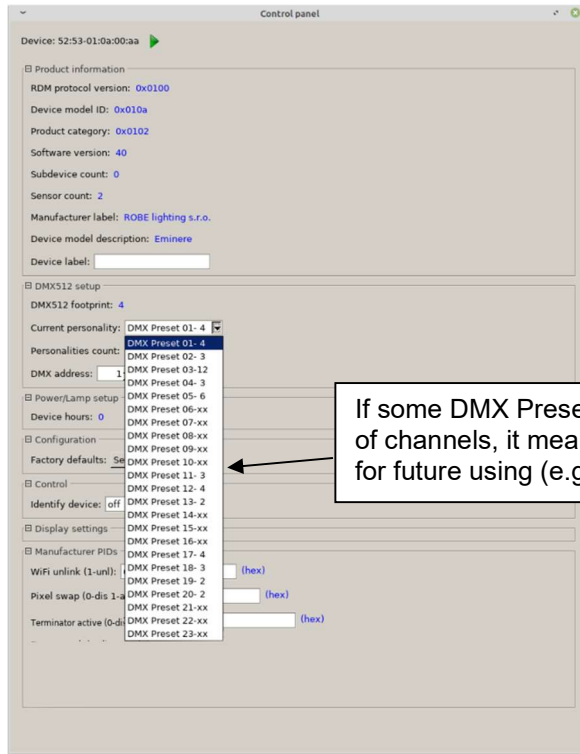 Control panel
Device: 52:53-01:0a:00:aa
Product information
RDM protocol version: 0x0100
Device model ID: 0x010a
Product category: 0x0102
Software version: 40
Subdevice count: 0
Sensor count: 2
Manufacturer label: ROBE lighting s.r.o.
Device model description: Eminere
Device label:
DMX512 setup
DMX512 footprint: 4
Current personality: DMX Preset 01- 4
Personalities count:
DMX address: 1
Power/Lamp setup
Device hours: 0
Configuration
Factory defaults: Se
Control
Identify device: off
Display settings
Manufacturer PIDs
WiFi unlink (1-unl): (hex)
Pixel swap (0-dis 1-a (hex)
Terminator active (0-di (hex)
DMX Preset 01- 4
DMX Preset 02- 3
DMX Preset 03-12
DMX Preset 04- 3
DMX Preset 05- 6
DMX Preset 06-xx
DMX Preset 07-xx
DMX Preset 08-xx
DMX Preset 09-xx
DMX Preset 10-xx
DMX Preset 11- 3
DMX Preset 12- 4
DMX Preset 13- 2
DMX Preset 14-xx
DMX Preset 15-xx
DMX Preset 16-xx
DMX Preset 17- 4
DMX Preset 18- 3
DMX Preset 19- 2
DMX Preset 20- 2
DMX Preset 21-xx
DMX Preset 22-xx
DMX Preset 23-xx
If some DMX Prese
of channels, it mea
for future using (e.g